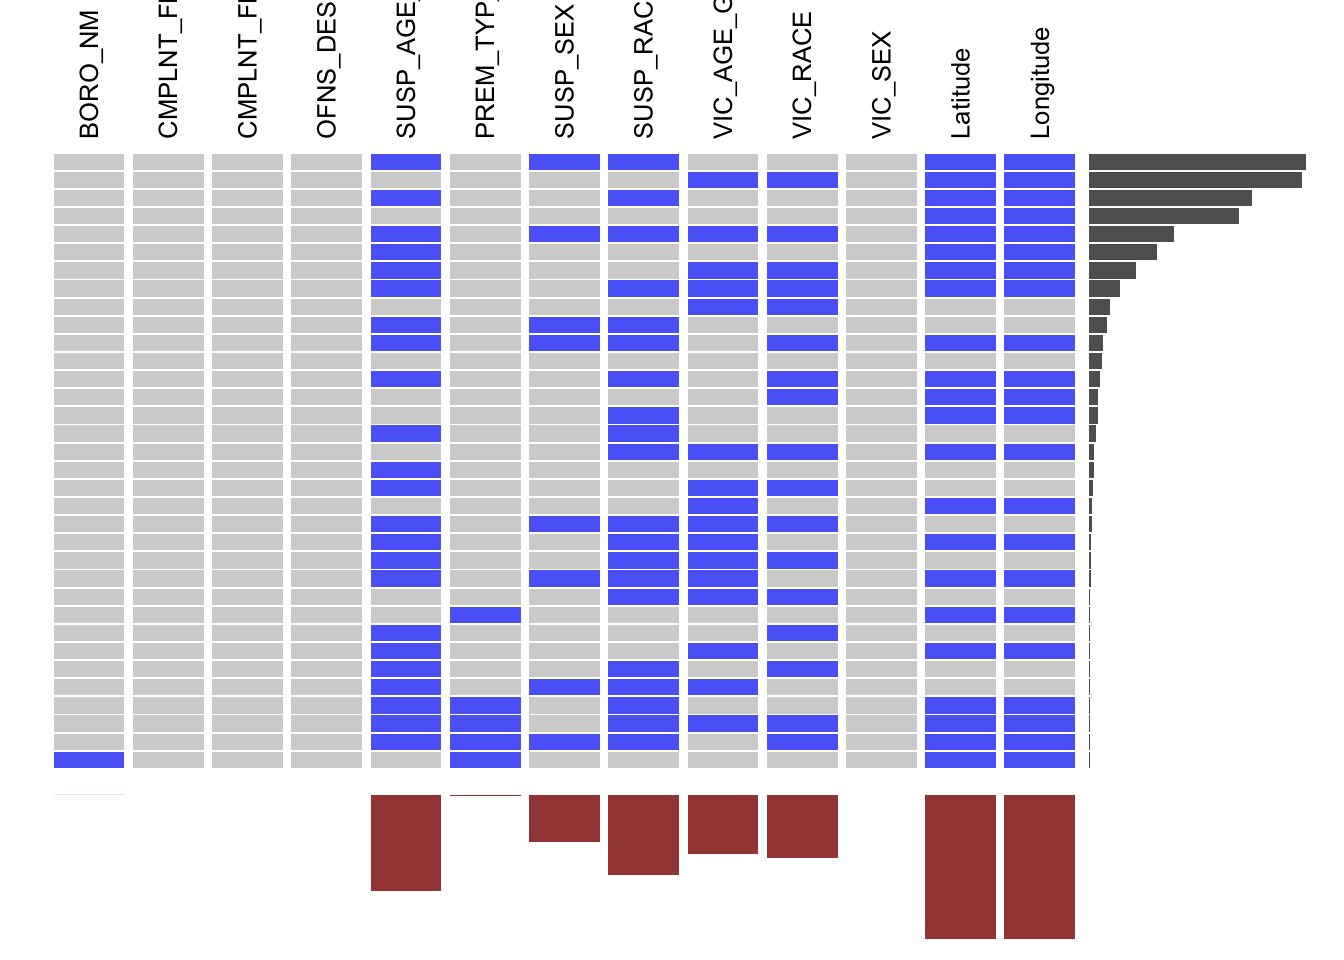 BORO_NM
CMPLNT_FI
CMPLNT_FI
OFNS_DES
SUSP_AGE_
PREM_TYP_
SUSP_SEX
SUSP_RAC
VIC_AGE_G
VIC_RACE
VIC_SEX
Latitude
Longitude